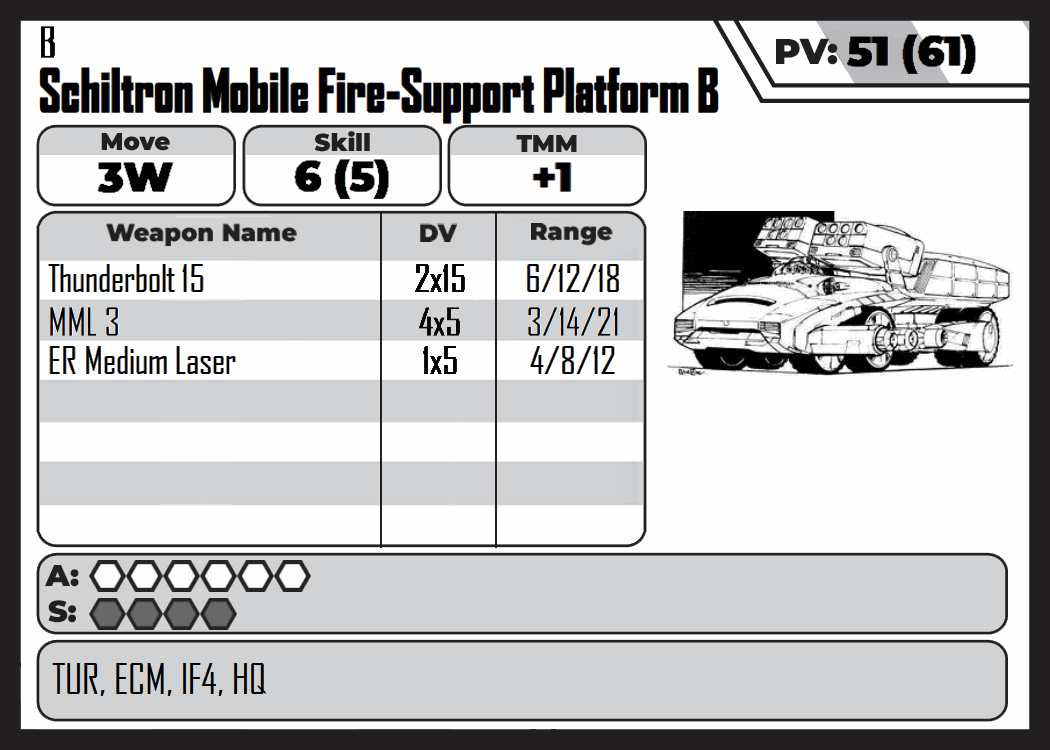 B
PV: 51 (61)
Schiltron Mobile Fire-Support Platform B
Move Skill TMM
3W 6 (5) +1
Weapon Name DV Range
Thunderbolt 15 2x15 6/12/18
MML 3 4x5 3/14/21
ER Medium Laser 1x5 4/8/12
A:
S:
TUR, ECM, IF4, HQ